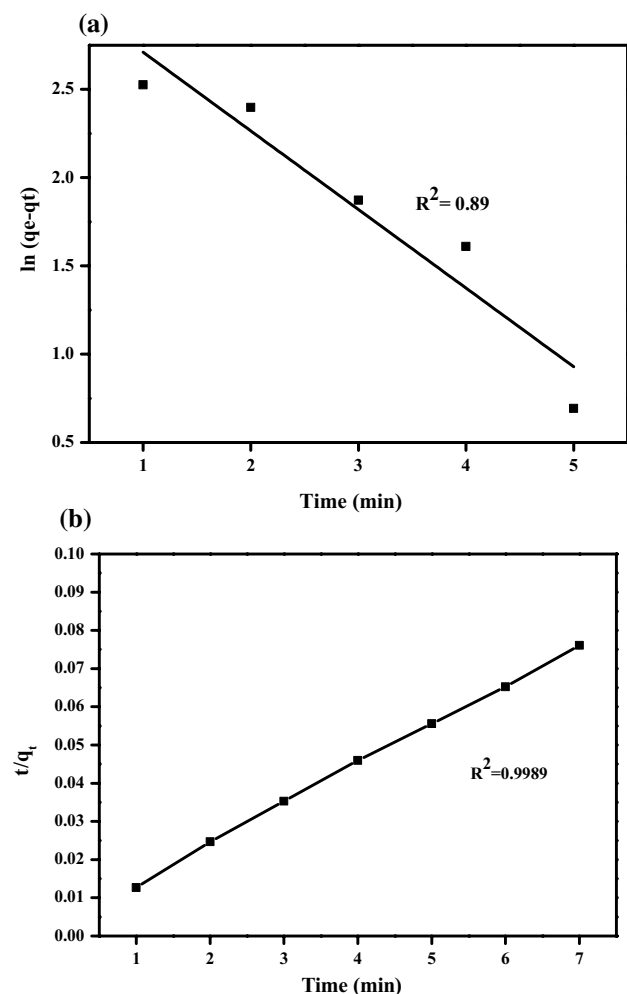 (a)
2.5
2.0
1.5
1.0
0.5
ln (qe-qt)
R²= 0.89
1 2 3 4 5
Time (min)
(b)
0.10
0.09
0.08
0.07
0.06
0.05
0.04
0.03
0.02
0.01
0.00
t/qₜ
R²=0.9989
1 2 3 4 5 6 7
Time (min)